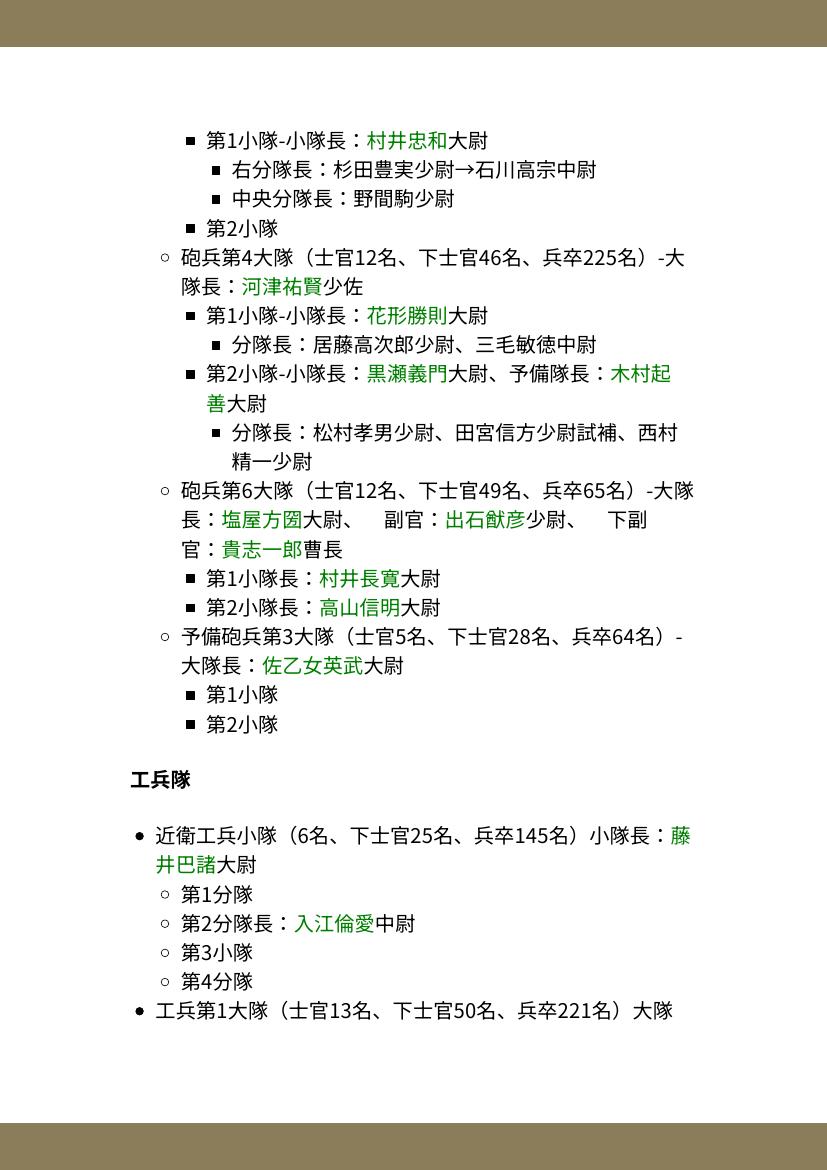 第1小隊-小隊長：村井忠和大尉
右分隊長：杉田豊実少尉→石川高宗中尉
中央分隊長：野間駒少尉
第2小隊
砲兵第4大隊（士官12名、下士官46名、兵卒225名）-大
隊長：河津祐賢少佐
第1小隊-小隊長：花形勝則大尉
分隊長：居藤高次郎少尉、三毛敏徳中尉
第2小隊-小隊長：黒瀬義門大尉、予備隊長：木村起
善大尉
分隊長：松村孝男少尉、田宮信方少尉試補、西村
精一少尉
砲兵第6大隊（士官12名、下士官49名、兵卒65名）-大隊
長：塩屋方圀大尉、　副官：出石猷彦少尉、　下副
官：貴志一郎曹長
第1小隊長：村井長寛大尉
第2小隊長：高山信明大尉
予備砲兵第3大隊（士官5名、下士官28名、兵卒64名）-
大隊長：佐乙女英武大尉
第1小隊
第2小隊
工兵隊
近衛工兵小隊（6名、下士官25名、兵卒145名）小隊長：藤
井巴諸大尉
第1分隊
第2分隊長：入江倫愛中尉
第3小隊
第4分隊
工兵第1大隊（士官13名、下士官50名、兵卒221名）大隊